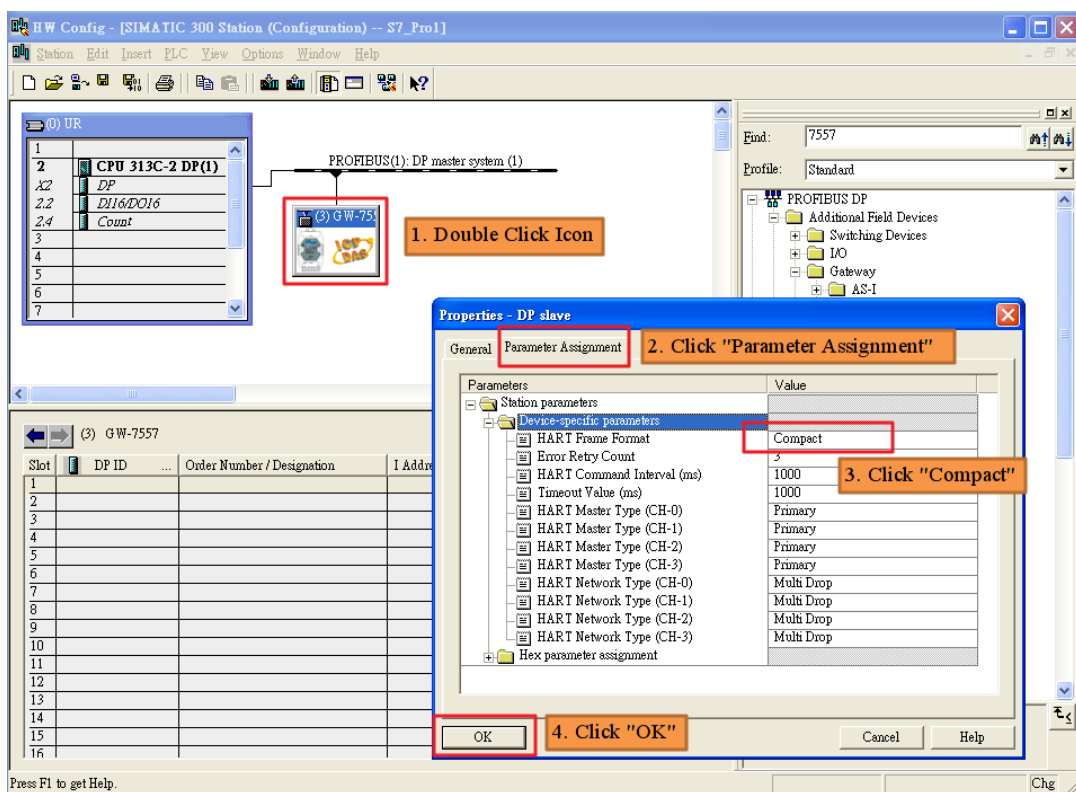 HW Config - [SIMATIC 300 Station (Configuration) -- S7_Pro1]
Station Edit Insert PLC View Options Window Help
(0) UR
1
2 CPU 313C-2 DP(1)
X2 DP
2.2 DI16/DO16
2.4 Count
3
4
5
6
7
PROFIBUS(1): DP master system (1)
(3) GW-755
ICP
DAS
1. Double Click Icon
Find: 7557
Profile: Standard
PROFIBUS DP
Additional Field Devices
Switching Devices
I/O
Gateway
AS-I
Properties - DP slave
General Parameter Assignment
2. Click "Parameter Assignment"
Parameters Value
Station parameters
Device-specific parameters
HART Frame Format Compact
Error Retry Count 3
HART Command Interval (ms) 1000
Timeout Value (ms) 1000
HART Master Type (CH-0) Primary
HART Master Type (CH-1) Primary
HART Master Type (CH-2) Primary
HART Master Type (CH-3) Primary
HART Network Type (CH-0) Multi Drop
HART Network Type (CH-1) Multi Drop
HART Network Type (CH-2) Multi Drop
HART Network Type (CH-3) Multi Drop
Hex parameter assignment
3. Click "Compact"
OK
4. Click "OK"
Cancel Help
(3) GW-7557
Slot DP ID ... Order Number / Designation I Addre
1
2
3
4
5
6
7
8
9
10
11
12
13
14
15
16
Press F1 to get Help.
Chg